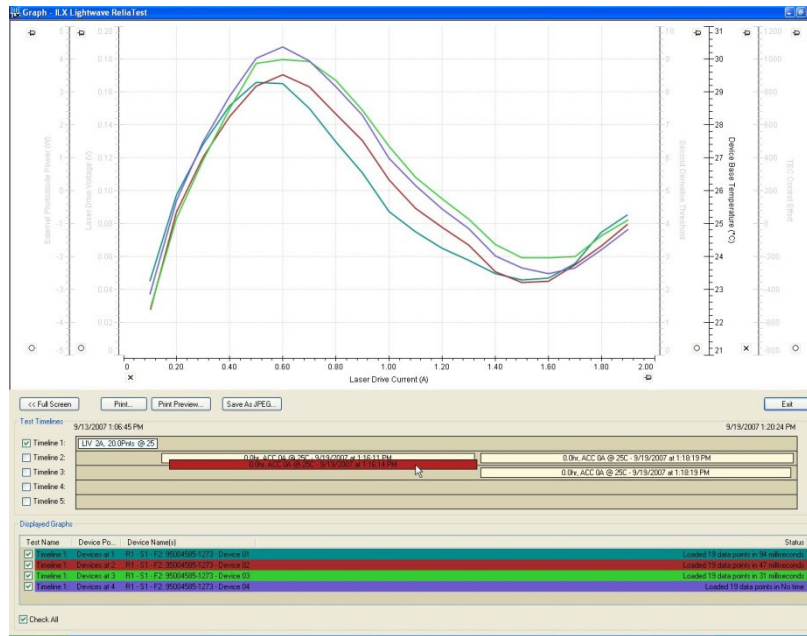 Graph - ILX Lightwave ReliaTest
External Photodiode Power (W)
5
4
3
2
1
0
-1
-2
-3
-4
-5
Laser Drive Voltage (V)
0.20
0.18
0.16
0.14
0.12
0.10
0.08
0.06
0.04
0.02
0
Second Derivative Threshold
10
9
8
7
6
5
4
3
2
1
0
Device Base Temperature (°C)
31
30
29
28
27
26
25
24
23
22
21
TEC Control Effect
1200
1000
800
600
400
200
0
-200
-400
-600
-800
0 0.20 0.40 0.60 0.80 1.00 1.20 1.40 1.60 1.80 2.00
Laser Drive Current (A)
<< Full Screen Print... Print Preview... Save As JPEG... Exit
Test Timelines
9/13/2007 1:06:45 PM 9/19/2007 1:20:24 PM
Timeline 1: LIV 2A, 20.0Pnts @ 25
Timeline 2: 0.0hr, ACC 0A @ 25C - 9/19/2007 at 1:16:11 PM 0.0hr, ACC 0A @ 25C - 9/19/2007 at 1:18:19 PM
0.0hr, ACC 0A @ 25C - 9/19/2007 at 1:16:14 PM
Timeline 3: 0.0hr, ACC 0A @ 25C - 9/19/2007 at 1:18:19 PM
Timeline 4:
Timeline 5:
Displayed Graphs
Test Name Device Po... Device Name(s) Status
Timeline 1: Devices at 1 R1 - S1 - F2: 95004585-1273 - Device 01 Loaded 19 data points in 94 milliseconds
Timeline 1: Devices at 2 R1 - S1 - F2: 95004585-1273 - Device 02 Loaded 19 data points in 47 milliseconds
Timeline 1: Devices at 3 R1 - S1 - F2: 95004585-1273 - Device 03 Loaded 19 data points in 31 milliseconds
Timeline 1: Devices at 4 R1 - S1 - F2: 95004585-1273 - Device 04 Loaded 19 data points in No time
Check All